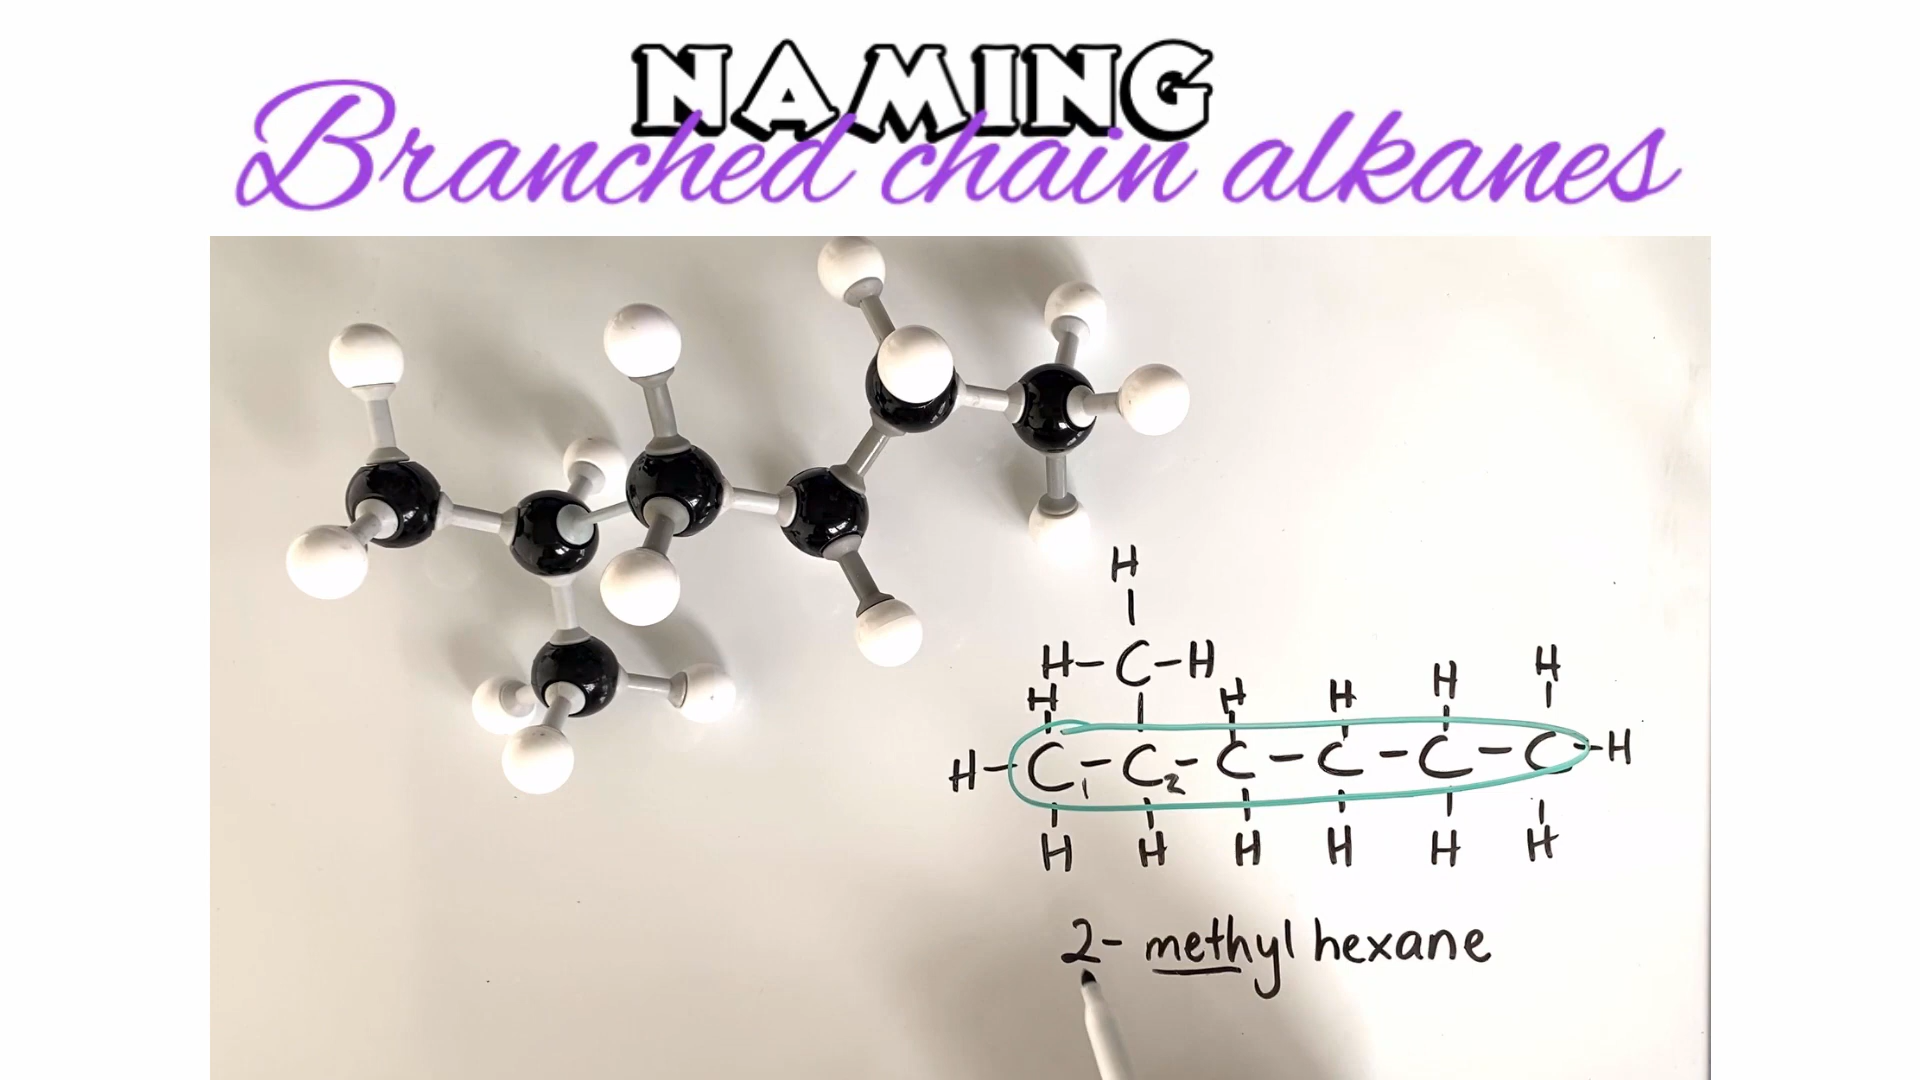 NAMING
Branched chain alkanes
H
H-C-H
H H H H H
H-C1-C2-C-C-C-C-H
H H H H H H
2- methyl hexane